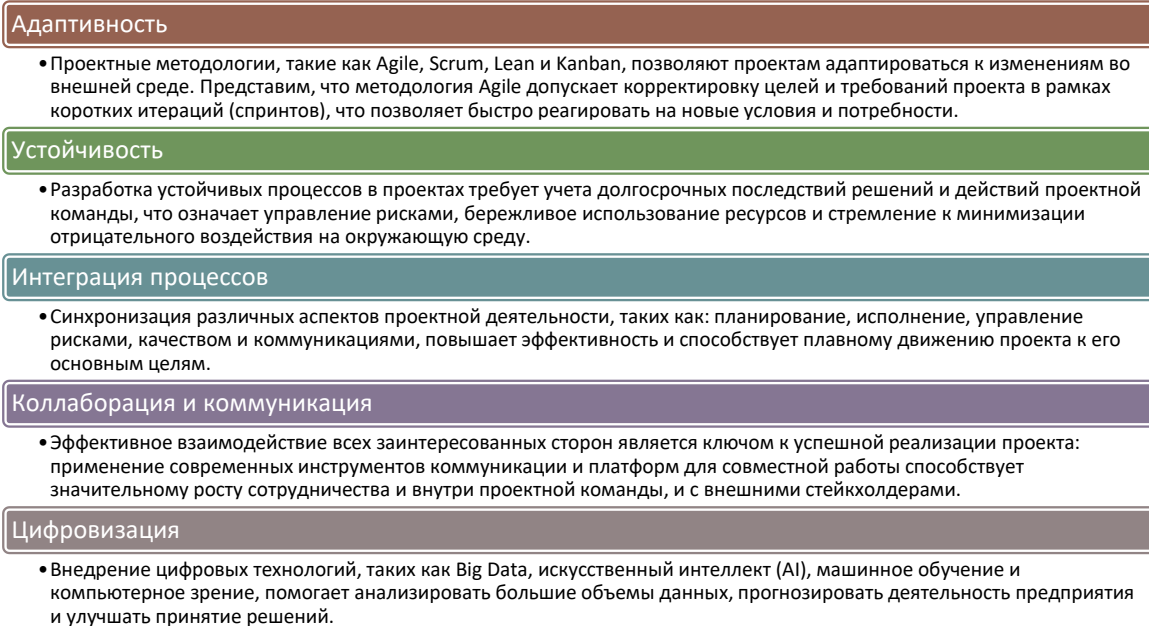 Адаптивность
•Проектные методологии, такие как Agile, Scrum, Lean и Kanban, позволяют проектам адаптироваться к изменениям во
внешней среде. Представим, что методология Agile допускает корректировку целей и требований проекта в рамках
коротких итераций (спринтов), что позволяет быстро реагировать на новые условия и потребности.
Устойчивость
•Разработка устойчивых процессов в проектах требует учета долгосрочных последствий решений и действий проектной
команды, что означает управление рисками, бережливое использование ресурсов и стремление к минимизации
отрицательного воздействия на окружающую среду.
Интеграция процессов
•Синхронизация различных аспектов проектной деятельности, таких как: планирование, исполнение, управление
рисками, качеством и коммуникациями, повышает эффективность и способствует плавному движению проекта к его
основным целям.
Коллаборация и коммуникация
•Эффективное взаимодействие всех заинтересованных сторон является ключом к успешной реализации проекта:
применение современных инструментов коммуникации и платформ для совместной работы способствует
значительному росту сотрудничества и внутри проектной команды, и с внешними стейкхолдерами.
Цифровизация
•Внедрение цифровых технологий, таких как Big Data, искусственный интеллект (AI), машинное обучение и
компьютерное зрение, помогает анализировать большие объемы данных, прогнозировать деятельность предприятия
и улучшать принятие решений.